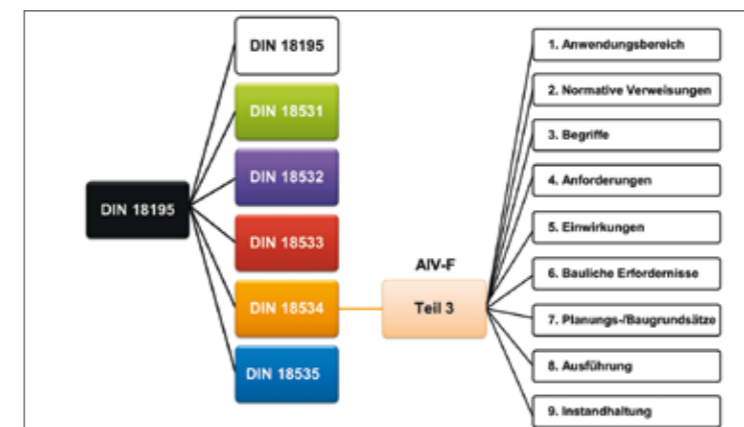 DIN 18195
DIN 18195
DIN 18531
DIN 18532
DIN 18533
DIN 18534
DIN 18535
AIV-F
Teil 3
1. Anwendungsbereich
2. Normative Verweisungen
3. Begriffe
4. Anforderungen
5. Einwirkungen
6. Bauliche Erfordernisse
7. Planungs-/Baugrundsätze
8. Ausführung
9. Instandhaltung